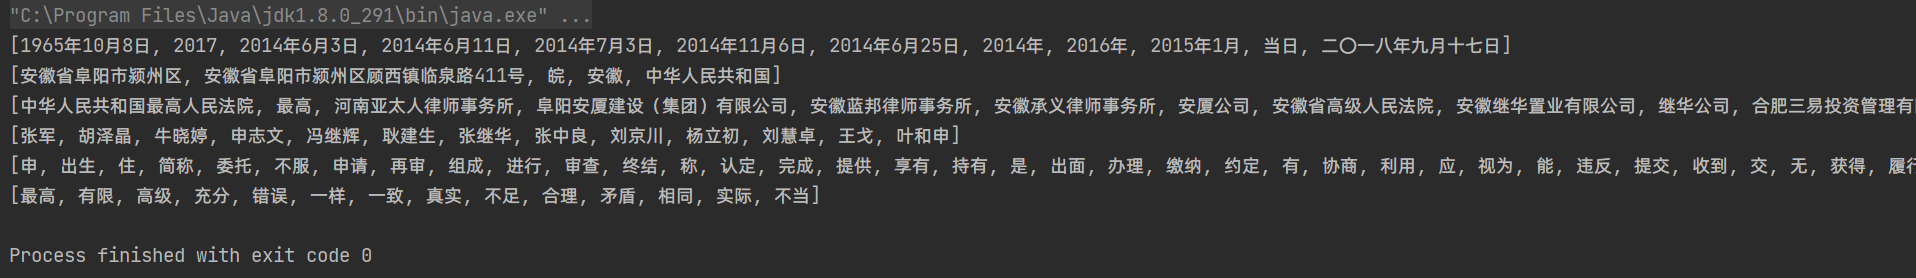 "C:\Program Files\Java\jdk1.8.0_291\bin\java.exe" ...
[1965年10月8日, 2017, 2014年6月3日, 2014年6月11日, 2014年7月3日, 2014年11月6日, 2014年6月25日, 2014年, 2016年, 2015年1月, 当日, 二〇一八年九月十七日]
[安徽省阜阳市颍州区, 安徽省阜阳市颍州区顾西镇临泉路411号, 皖, 安徽, 中华人民共和国]
[中华人民共和国最高人民法院, 最高, 河南亚太人律师事务所, 阜阳安厦建设（集团）有限公司, 安徽蓝邦律师事务所, 安徽承义律师事务所, 安厦公司, 安徽省高级人民法院, 安徽继华置业有限公司, 继华公司, 合肥三易投资管理有
[张军, 胡泽晶, 牛晓婷, 申志文, 冯继辉, 耿建生, 张继华, 张中良, 刘京川, 杨立初, 刘慧卓, 王戈, 叶和申]
[申, 出生, 住, 简称, 委托, 不服, 申请, 再审, 组成, 进行, 审查, 终结, 称, 认定, 完成, 提供, 享有, 持有, 是, 出面, 办理, 缴纳, 约定, 有, 协商, 利用, 应, 视为, 能, 违反, 提交, 收到, 交, 无, 获得, 履行
[最高, 有限, 高级, 充分, 错误, 一样, 一致, 真实, 不足, 合理, 矛盾, 相同, 实际, 不当]
Process finished with exit code 0